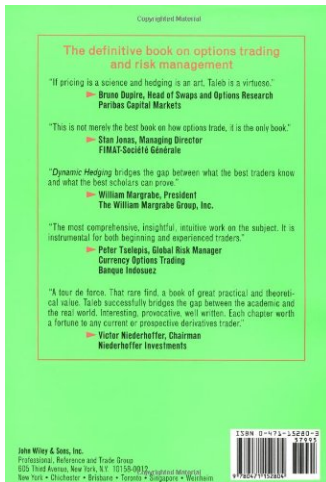 Copyrighted Material
The definitive book on options trading
and risk management
"If pricing is a science and hedging is an art, Taleb is a virtuose."
Bruno Dupire, Head of Swaps and Options Research
Paribas Capital Markets
"This is not merely the best book on how options trade, it is the only book."
Stan Jonas, Managing Director
FIMAT-Société Générale
"Dynamic Hedging bridges the gap between what the best traders know
and what the best scholars can prove."
William Margrabe, President
The William Margrabe Group, Inc.
"The most comprehensive, insightful, intuitive work on the subject. It is
instrumental for both beginning and experienced traders."
Peter Tselepis, Global Risk Manager
Currency Options Trading
Banque Indosuez
"A tour de force. That rare find, a book of great practical and theoreti-
cal value. Taleb successfully bridges the gap between the academic and
the real world. Interesting, provocative, well written. Each chapter worth
a fortune to any current or prospective derivatives trader."
Victor Niederhoffer, Chairman
Niederhoffer Investments
ISBN 0-471-15280-3
57995
9 780471 152804
John Wiley & Sons, Inc.
Professional, Reference and Trade Group
605 Third Avenue, New York, N.Y. 10158-0012
New York • Chichester • Brisbane • Toronto • Singapore • Weinheim
Copyrighted Material